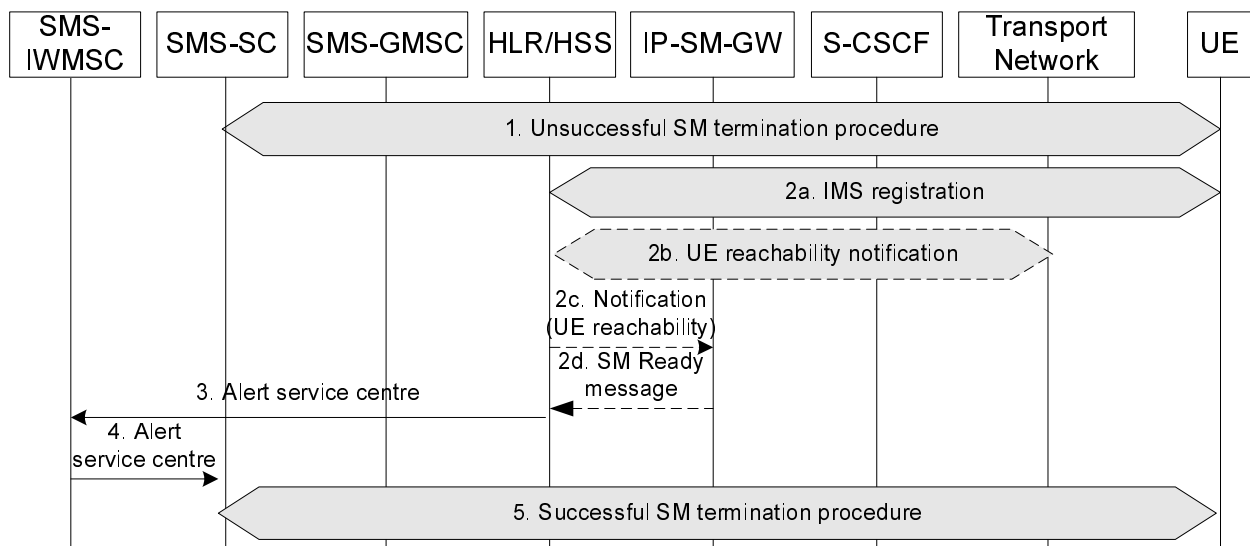 SMS-
IWMSC
SMS-SC
SMS-GMSC
HLR/HSS
IP-SM-GW
S-CSCF
Transport
Network
UE
1. Unsuccessful SM termination procedure
2a. IMS registration
2b. UE reachability notification
2c. Notification
(UE reachability)
2d. SM Ready
message
3. Alert service centre
4. Alert
service centre
5. Successful SM termination procedure